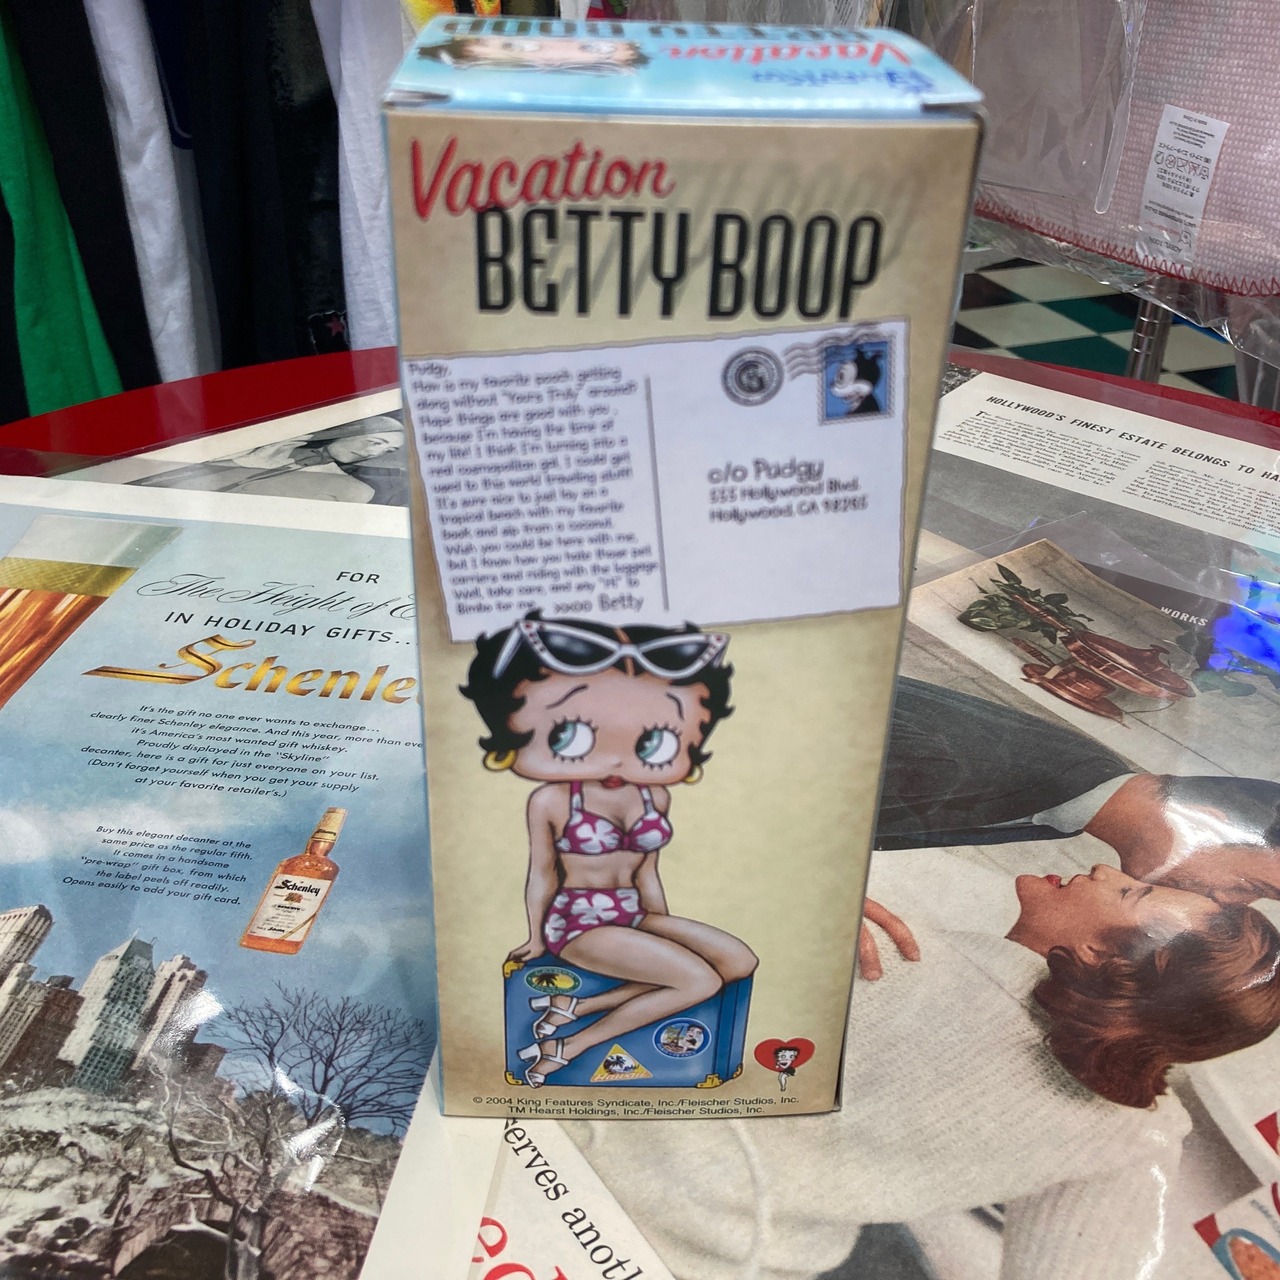 Vacation
BETTY BOOP
Vacation
BETTY BOOP
Pudgy,
How is my favorite pooch getting
along without "Yours Truly" around?
Hope things are good with you,
because I'm having the time of
my life! I think I'm turning into a
real cosmopolitan gal. I could get
used to this world traveling stuff!
It's sure nice to just lay on a
tropical beach with my favorite
book and sip from a coconut.
Wish you could be here with me,
but I know how you hate those pet
carriers and riding with the luggage.
Well, take care, and say "Hi" to
Bimbo for me. xxoo Betty
c/o Pudgy
Hollywood Blvd.
Hollywood, CA
Hawaii
© 2004 King Features Syndicate, Inc./Fleischer Studios, Inc.
TM Hearst Holdings, Inc./Fleischer Studios, Inc.
FOR
The Height of
IN HOLIDAY GIFTS...
Schenle
It's the gift no one ever wants to exchange...
clearly finer Schenley elegance. And this year, more than eve
it's America's most wanted gift whiskey.
Proudly displayed in the "Skyline"
decanter, here is a gift for just everyone on your list.
(Don't forget yourself when you get your supply
at your favorite retailer's.)
Buy this elegant decanter at the
same price as the regular fifth.
It comes in a handsome
"pre-wrap" gift box, from which
the label peels off readily.
Opens easily to add your gift card.
Schenley
HOLLYWOOD'S FINEST ESTATE BELONGS TO HA
WORKS
erves anoth
ed